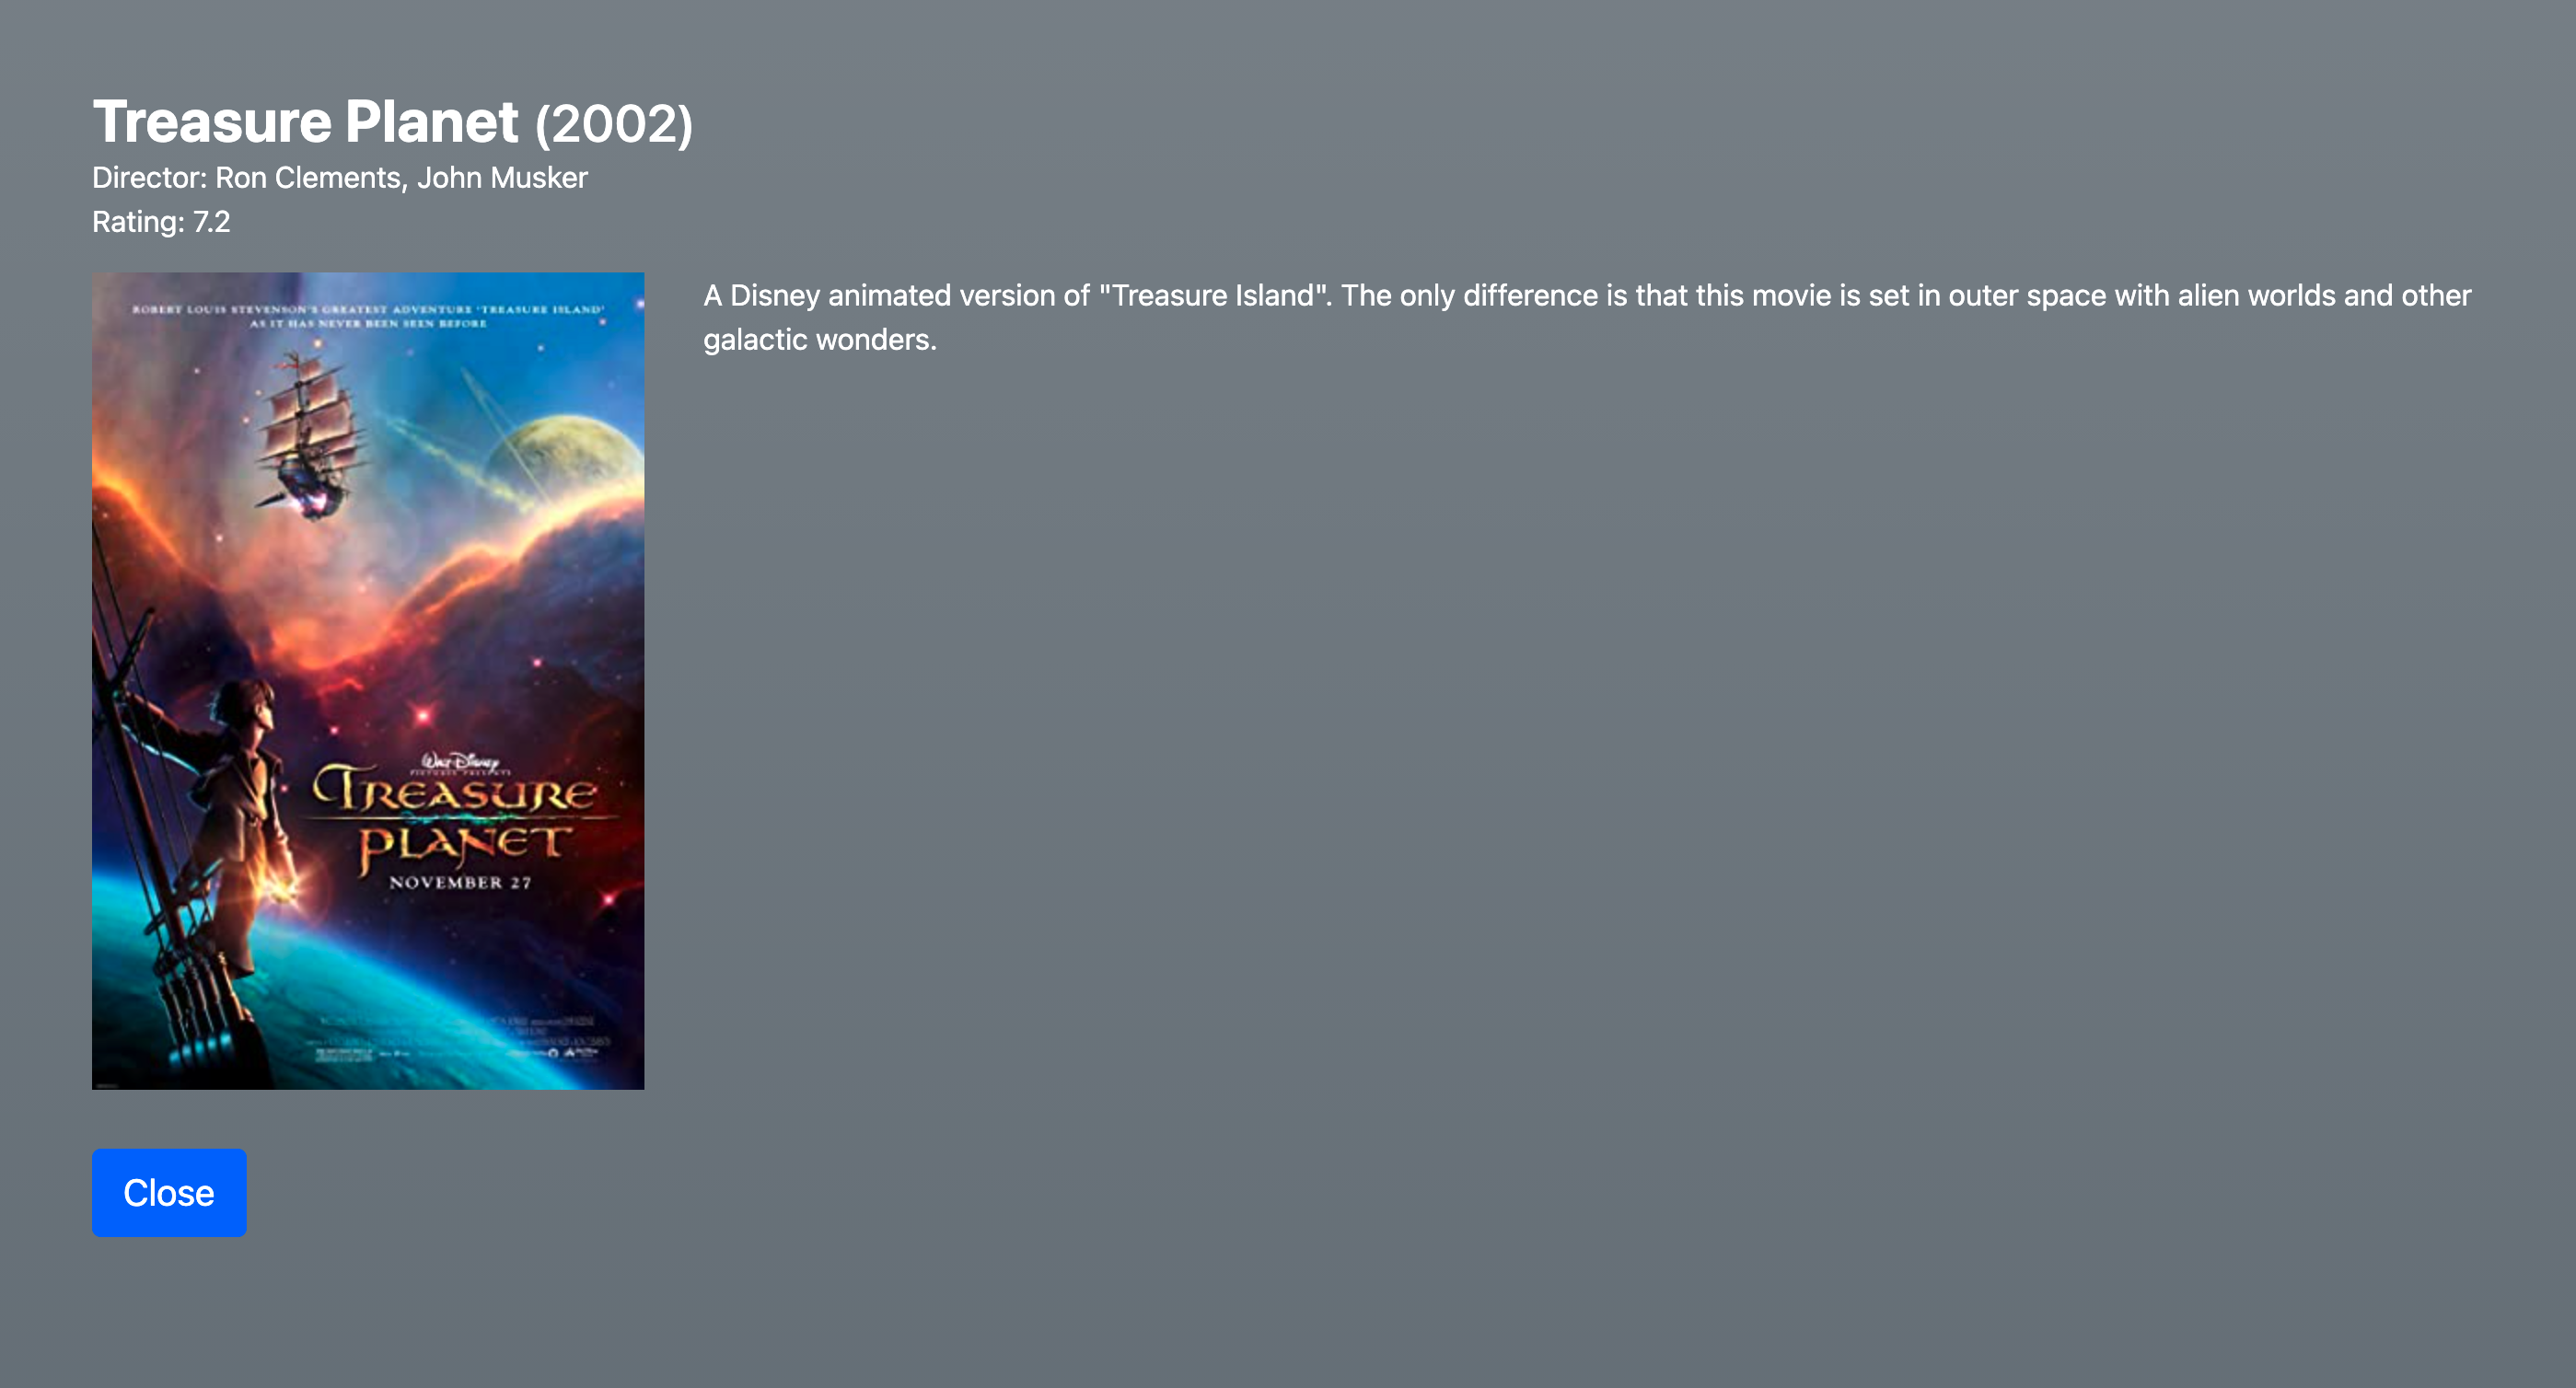 Treasure Planet (2002)
Director: Ron Clements, John Musker
Rating: 7.2
ROBERT LOUIS STEVENSON'S GREATEST ADVENTURE 'TREASURE ISLAND'
AS IT HAS NEVER BEEN SEEN BEFORE
WALT DISNEY
PICTURES PRESENTS
TREASURE
PLANET
NOVEMBER 27
A Disney animated version of "Treasure Island". The only difference is that this movie is set in outer space with alien worlds and other
galactic wonders.
Close